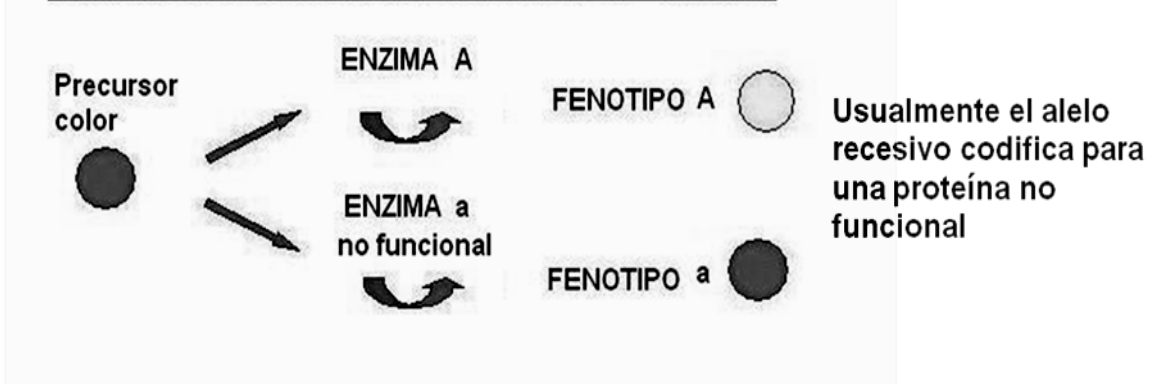 Precursor
color
ENZIMA A
FENOTIPO A
ENZIMA a
no funcional
FENOTIPO a
Usualmente el alelo
recesivo codifica para
una proteína no
funcional